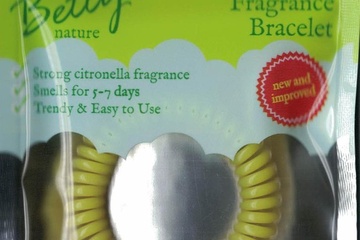 Betty
nature
Fragrance
Bracelet
Strong citronella fragrance
Smells for 5-7 days
Trendy & Easy to Use
new and
improved